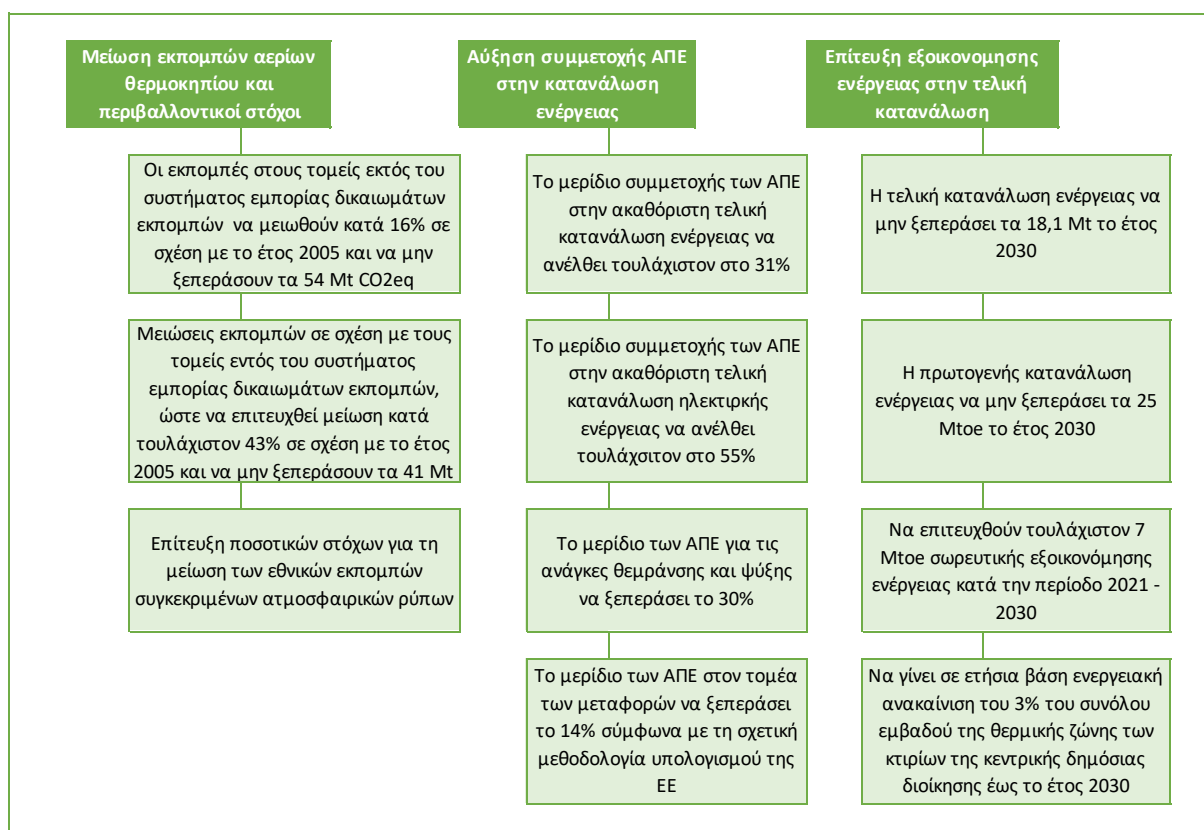 Μείωση εκπομπών αερίων
θερμοκηπίου και
περιβαλλοντικοί στόχοι
Οι εκπομπές στους τομείς εκτός του
συστήματος εμπορίας δικαιωμάτων
εκπομπών να μειωθούν κατά 16% σε
σχέση με το έτος 2005 και να μην
ξεπεράσουν τα 54 Mt CO2eq
Μειώσεις εκπομπών σε σχέση με τους
τομείς εντός του συστήματος
εμπορίας δικαιωμάτων εκπομπών,
ώστε να επιτευχθεί μείωση κατά
τουλάχιστον 43% σε σχέση με το έτος
2005 και να μην ξεπεράσουν τα 41 Mt
Επίτευξη ποσοτικών στόχων για τη
μείωση των εθνικών εκπομπών
συγκεκριμένων ατμοσφαιρικών ρύπων
Αύξηση συμμετοχής ΑΠΕ
στην κατανάλωση
ενέργειας
Το μερίδιο συμμετοχής των ΑΠΕ
στην ακαθόριστη τελική
κατανάλωση ενέργειας να
ανέλθει τουλάχιστον στο 31%
Το μερίδιο συμμετοχής των ΑΠΕ
στην ακαθόριστη τελική
κατανάλωση ηλεκτιρκής
ενέργειας να ανέλθει
τουλάχσιτον στο 55%
Το μερίδιο των ΑΠΕ για τις
ανάγκες θεμράνσης και ψύξης
να ξεπεράσει το 30%
Το μερίδιο των ΑΠΕ στον τομέα
των μεταφορών να ξεπεράσει
το 14% σύμφωνα με τη σχετική
μεθοδολογία υπολογισμού της
ΕΕ
Επίτευξη εξοικονομησης
ενέργειας στην τελική
κατανάλωση
Η τελική κατανάλωση ενέργειας να
μην ξεπεράσει τα 18,1 Mt το έτος
2030
Η πρωτογενής κατανάλωση
ενέργειας να μην ξεπεράσει τα 25
Mtoe το έτος 2030
Να επιτευχθούν τουλάχιστον 7
Mtoe σωρευτικής εξοικονόμησης
ενέργειας κατά την περίοδο 2021 -
2030
Να γίνει σε ετήσια βάση ενεργειακή
ανακαίνιση του 3% του συνόλου
εμβαδού της θερμικής ζώνης των
κτιρίων της κεντρικής δημόσιας
διοίκησης έως το έτος 2030